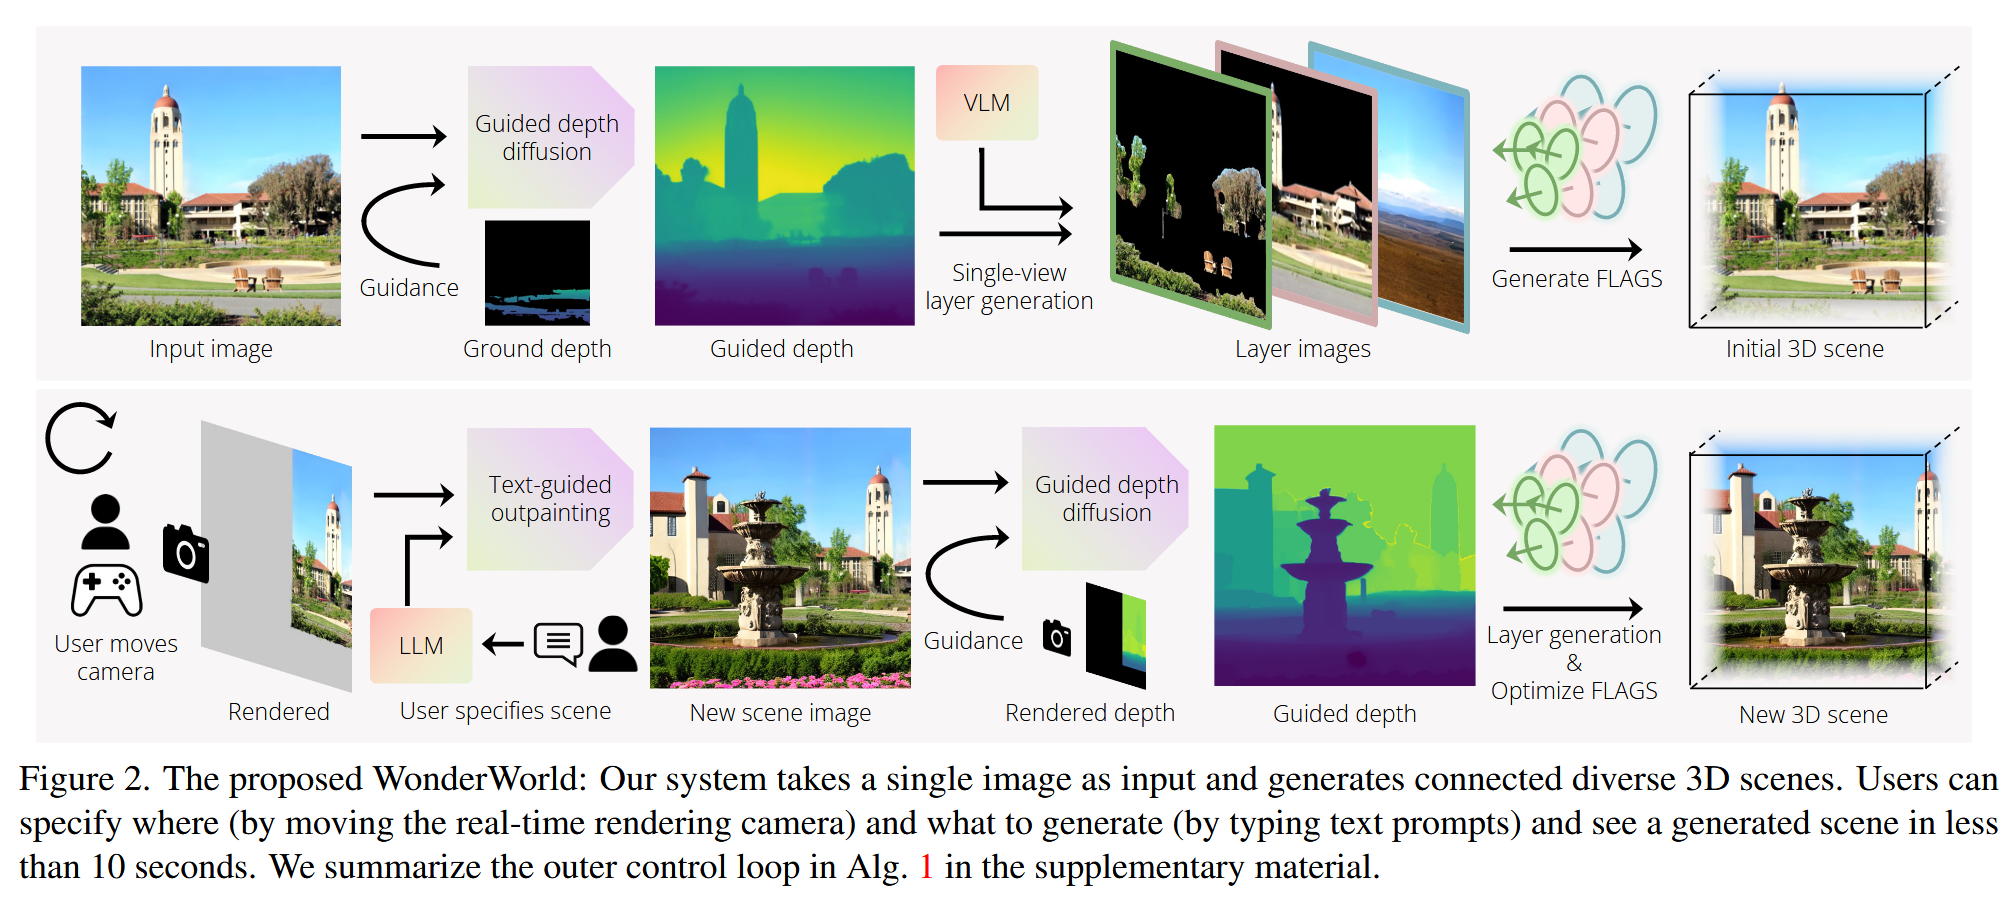 Input image
Guided depth
diffusion
Guidance
Ground depth
Guided depth
VLM
Single-view
layer generation
Layer images
Generate FLAGS
Initial 3D scene
User moves
camera
Rendered
Text-guided
outpainting
LLM
User specifies scene
New scene image
Guided depth
diffusion
Guidance
Rendered depth
Guided depth
Layer generation
&
Optimize FLAGS
New 3D scene
Figure 2. The proposed WonderWorld: Our system takes a single image as input and generates connected diverse 3D scenes. Users can
specify where (by moving the real-time rendering camera) and what to generate (by typing text prompts) and see a generated scene in less
than 10 seconds. We summarize the outer control loop in Alg. 1 in the supplementary material.